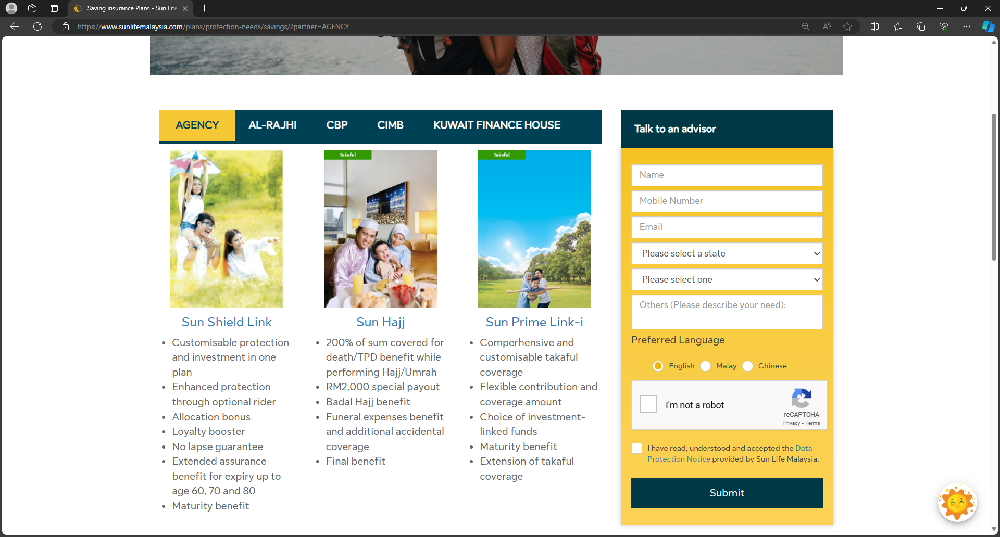 Saving insurance Plans - Sun Life
https://www.sunlifemalaysia.com/plans/protection-needs/savings/?partner=AGENCY
AGENCY
AL-RAJHI
CBP
CIMB
KUWAIT FINANCE HOUSE
Sun Shield Link
Customisable protection
and investment in one
plan
Enhanced protection
through optional rider
Allocation bonus
Loyalty booster
No lapse guarantee
Extended assurance
benefit for expiry up to
age 60, 70 and 80
Maturity benefit
Takaful
Sun Hajj
200% of sum covered for
death/TPD benefit while
performing Hajj/Umrah
RM2,000 special payout
Badal Hajj benefit
Funeral expenses benefit
and additional accidental
coverage
Final benefit
Takaful
Sun Prime Link-i
Comperhensive and
customisable takaful
coverage
Flexible contribution and
coverage amount
Choice of investment-
linked funds
Maturity benefit
Extension of takaful
coverage
Talk to an advisor
Name
Mobile Number
Email
Please select a state
Please select one
Others (Please describe your need):
Preferred Language
English
Malay
Chinese
I'm not a robot
reCAPTCHA
Privacy - Terms
I have read, understood and accepted the Data
Protection Notice provided by Sun Life Malaysia.
Submit